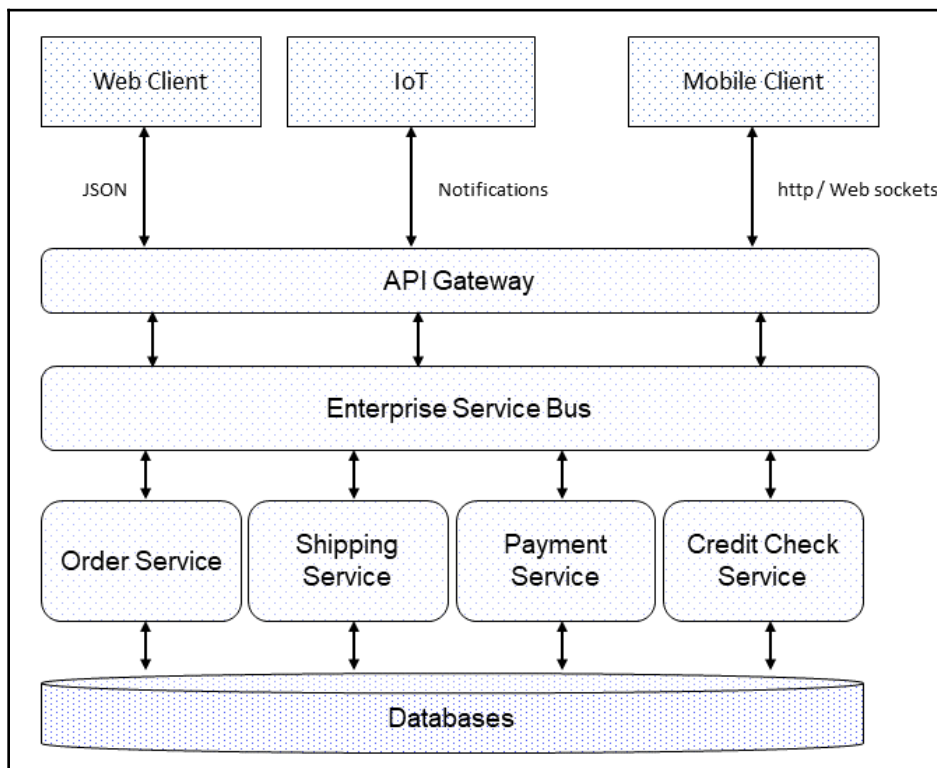 Web Client
IoT
Mobile Client
JSON
Notifications
http / Web sockets
API Gateway
Enterprise Service Bus
Order Service
Shipping
Service
Payment
Service
Credit Check
Service
Databases